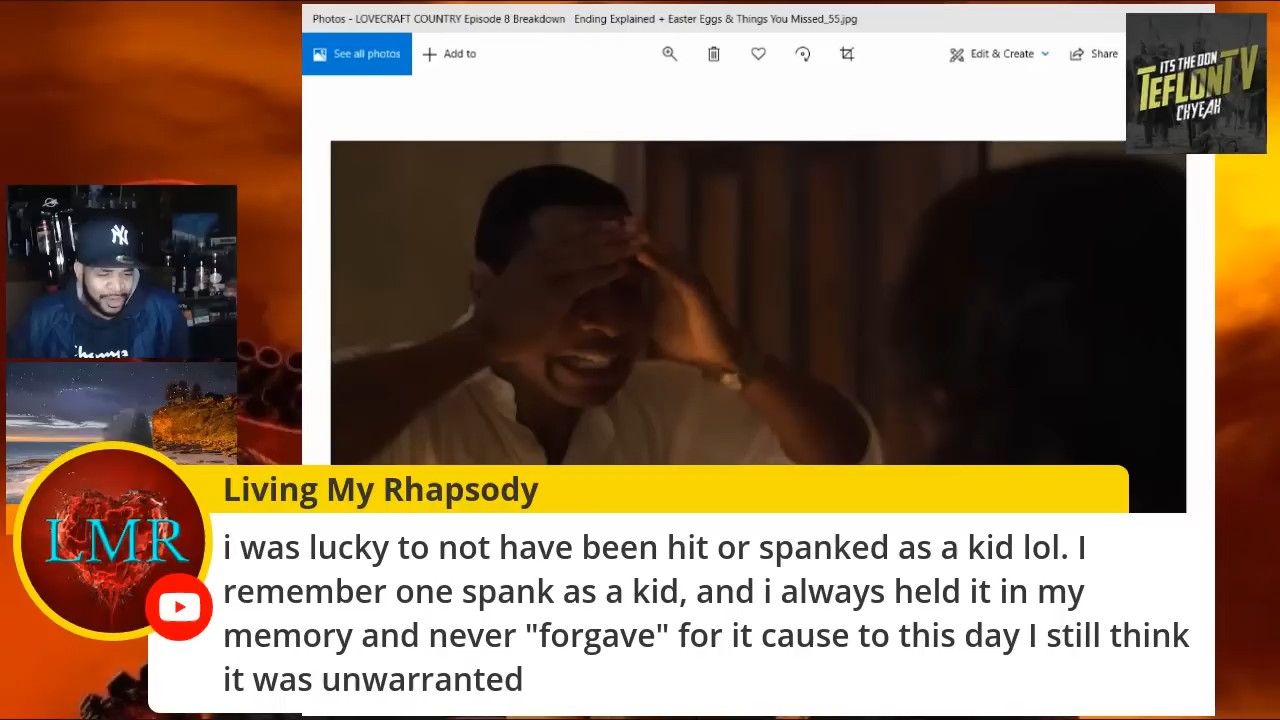 Photos - LOVECRAFT COUNTRY Episode 8 Breakdown Ending Explained + Easter Eggs & Things You Missed_55.jpg
See all photos
Add to
Edit & Create
Share
ITS THE DON
TEFLONTV
CHYEAH
NY
LMR
Living My Rhapsody
i was lucky to not have been hit or spanked as a kid lol. I
remember one spank as a kid, and i always held it in my
memory and never "forgave" for it cause to this day I still think
it was unwarranted